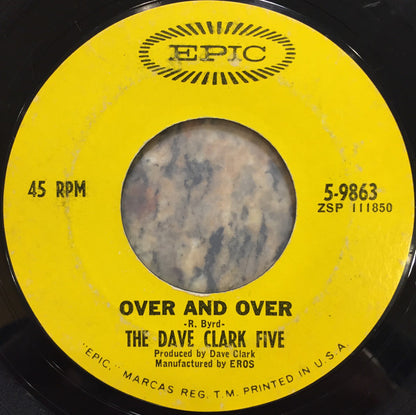 EPIC
45 RPM
5-9863
ZSP 111850
OVER AND OVER
-R. Byrd-
THE DAVE CLARK FIVE
Produced by Dave Clark
Manufactured by EROS
"EPIC," MARCAS REG. T.M. PRINTED IN U.S.A.